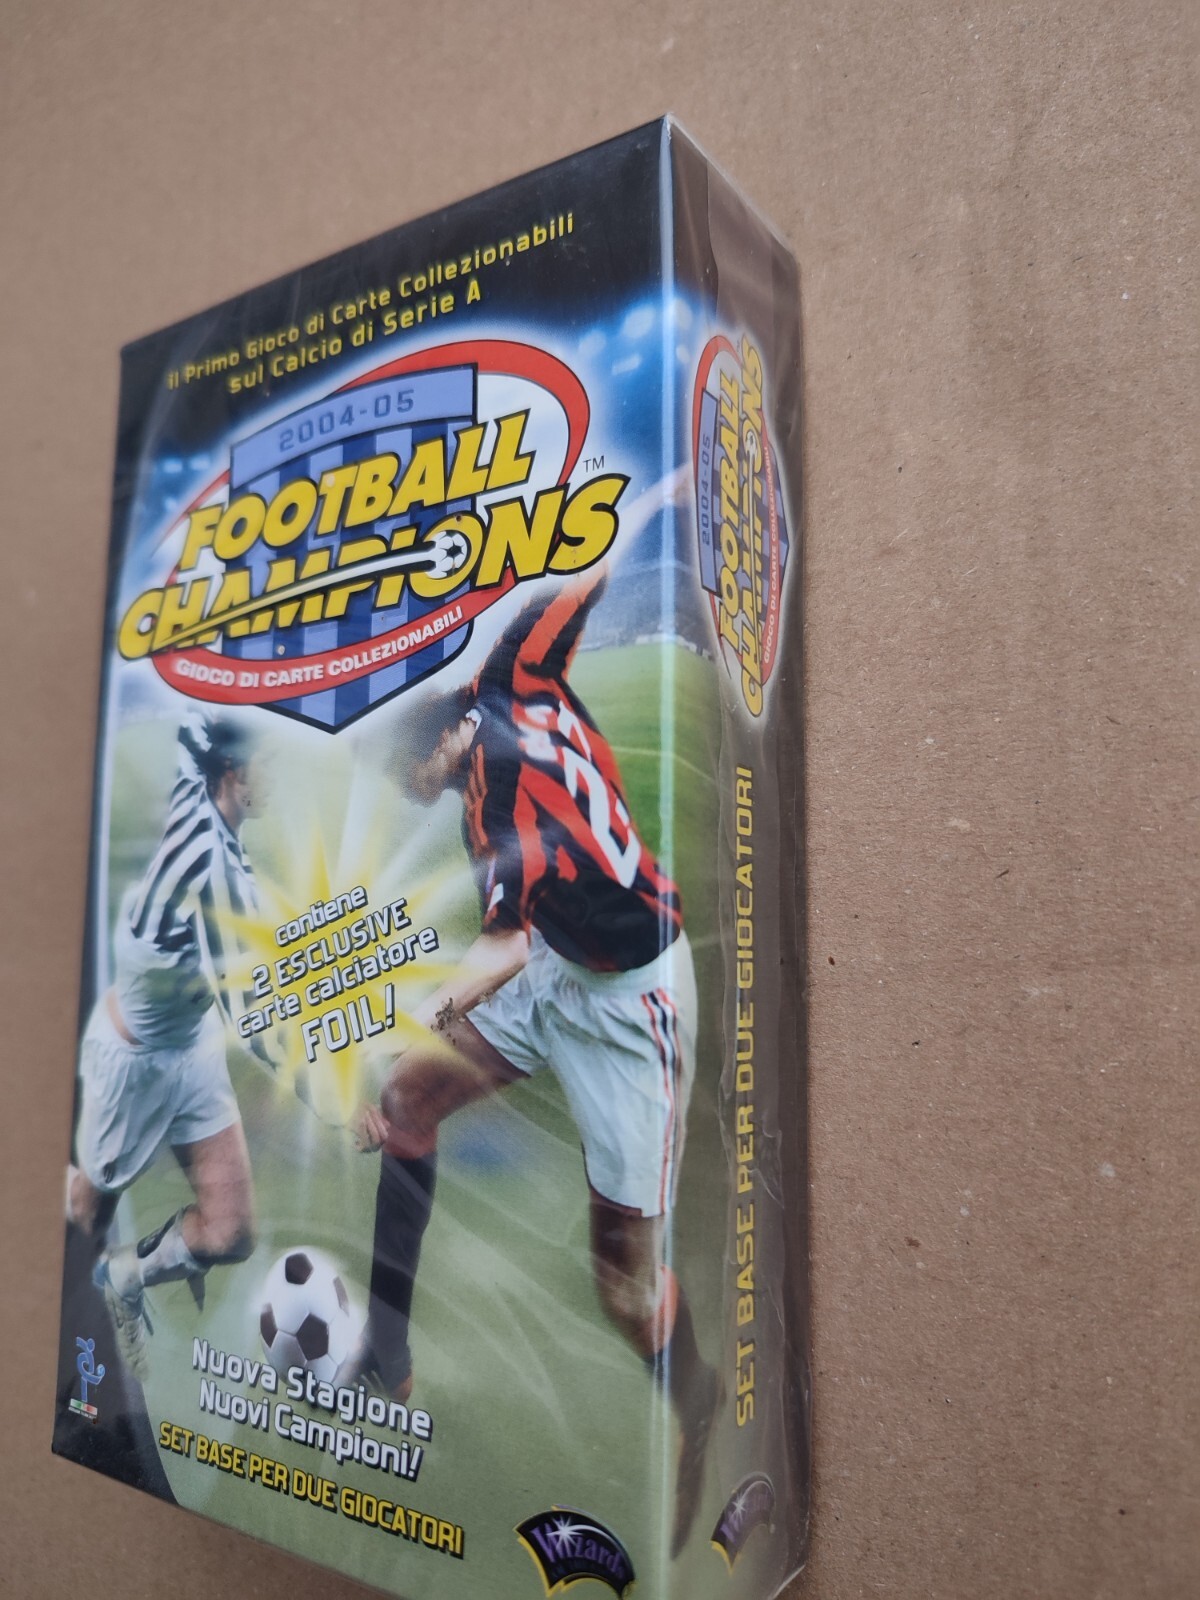 il Primo Gioco di Carte Collezionabili
sul Calcio di Serie A
2004-05
FOOTBALL
CHAMPIONS™
GIOCO DI CARTE COLLEZIONABILI
contiene
2 ESCLUSIVE
carte calciatore
FOIL!
Nuova Stagione
Nuovi Campioni!
SET BASE PER DUE GIOCATORI
Wizards
2004-05
FOOTBALL
CHAMPIONS
GIOCO DI CARTE COLLEZIONABILI
SET BASE PER DUE GIOCATORI
Wizards